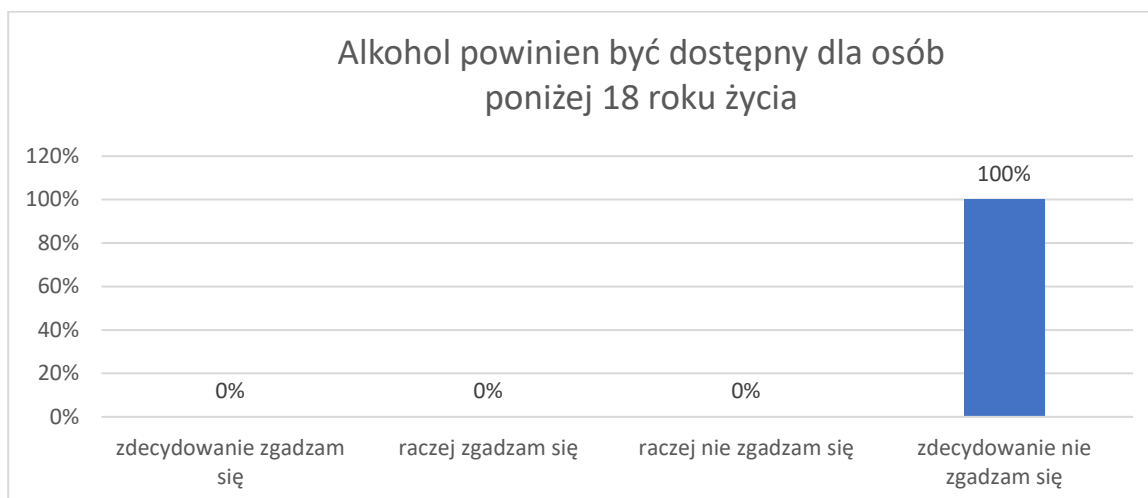 Alkohol powinien być dostępny dla osób
poniżej 18 roku życia
120%
100%
80%
60%
40%
20%
0%
0%
0%
0%
100%
zdecydowanie zgadzam
się
raczej zgadzam się
raczej nie zgadzam się
zdecydowanie nie
zgadzam się